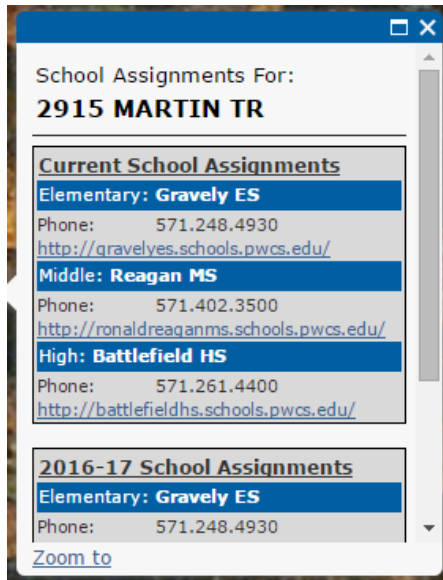 School Assignments For:
2915 MARTIN TR
Current School Assignments
Elementary: Gravely ES
Phone: 571.248.4930
http://gravelyes.schools.pwcs.edu/
Middle: Reagan MS
Phone: 571.402.3500
http://ronaldreaganms.schools.pwcs.edu/
High: Battlefield HS
Phone: 571.261.4400
http://battlefieldhs.schools.pwcs.edu/
2016-17 School Assignments
Elementary: Gravely ES
Phone: 571.248.4930
Zoom to